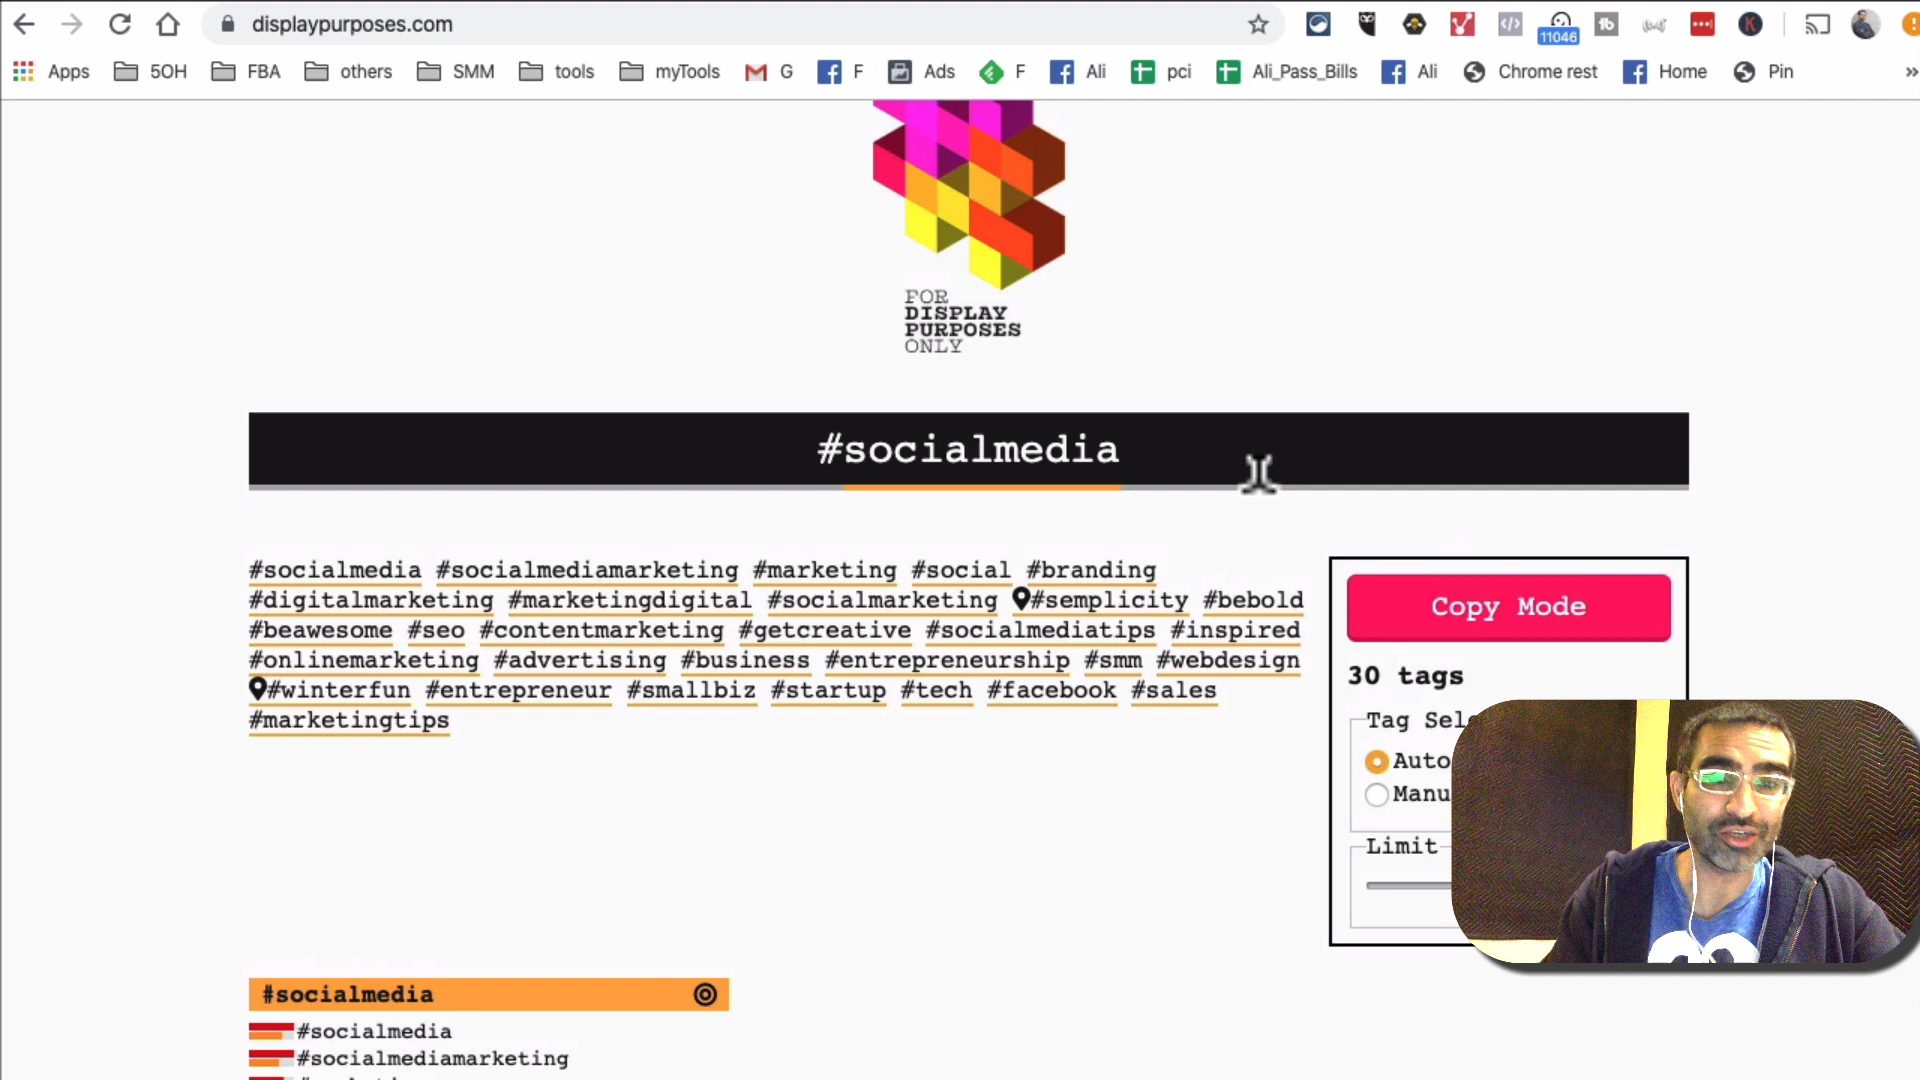 displaypurposes.com
11046
Apps 5OH FBA others SMM tools myTools G F Ads F Ali pci Ali_Pass_Bills Ali Chrome rest Home Pin »
FOR
DISPLAY
PURPOSES
ONLY
#socialmedia
#socialmedia #socialmediamarketing #marketing #social #branding
#digitalmarketing #marketingdigital #socialmarketing #semplicity #bebold
#beawesome #seo #contentmarketing #getcreative #socialmediatips #inspired
#onlinemarketing #advertising #business #entrepreneurship #smm #webdesign
#winterfun #entrepreneur #smallbiz #startup #tech #facebook #sales
#marketingtips
Copy Mode
30 tags
Tag Sel
Auto
Manu
Limit
#socialmedia
#socialmedia
#socialmediamarketing